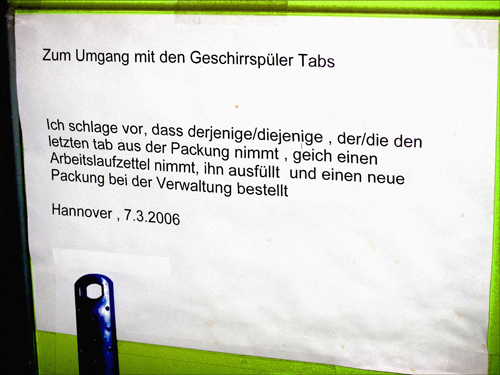 Zum Umgang mit den Geschirrspüler Tabs
Ich schlage vor, dass derjenige/diejenige , der/die den
letzten tab aus der Packung nimmt , geich einen
Arbeitslaufzettel nimmt, ihn ausfüllt und einen neue
Packung bei der Verwaltung bestellt
Hannover , 7.3.2006